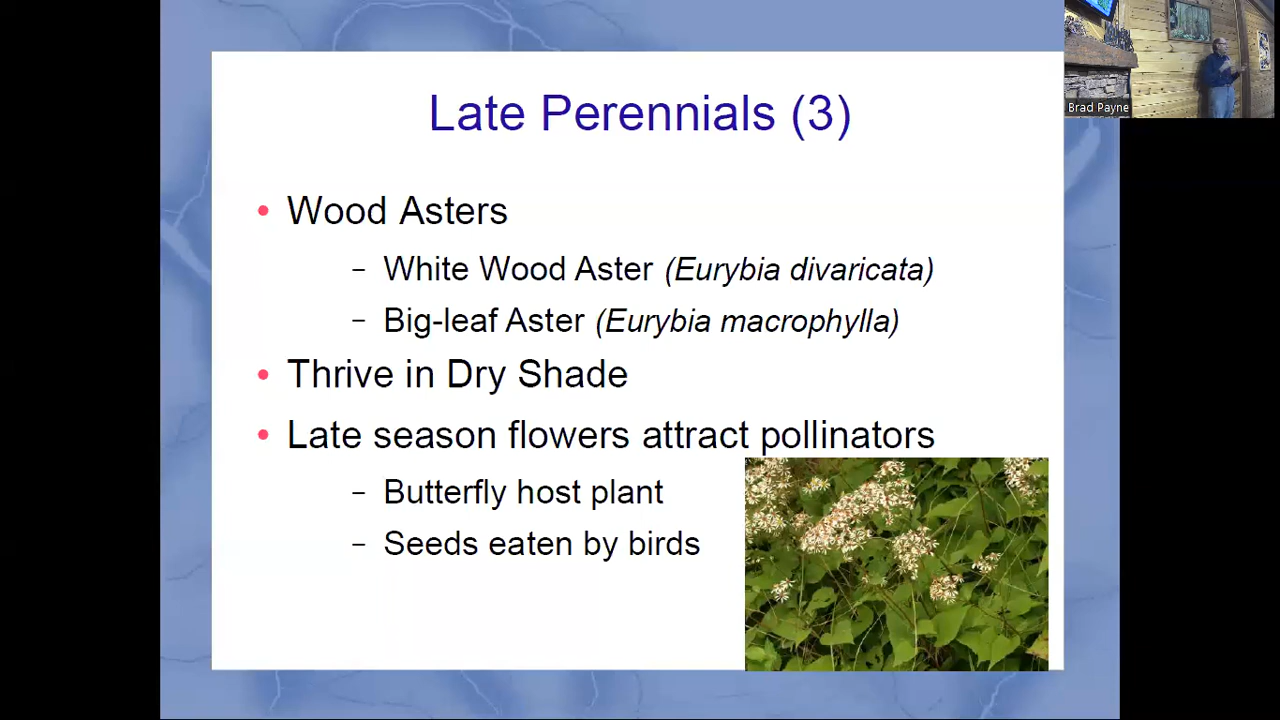 Late Perennials (3)
• Wood Asters
– White Wood Aster (Eurybia divaricata)
– Big-leaf Aster (Eurybia macrophylla)
• Thrive in Dry Shade
• Late season flowers attract pollinators
– Butterfly host plant
– Seeds eaten by birds
Brad Payne